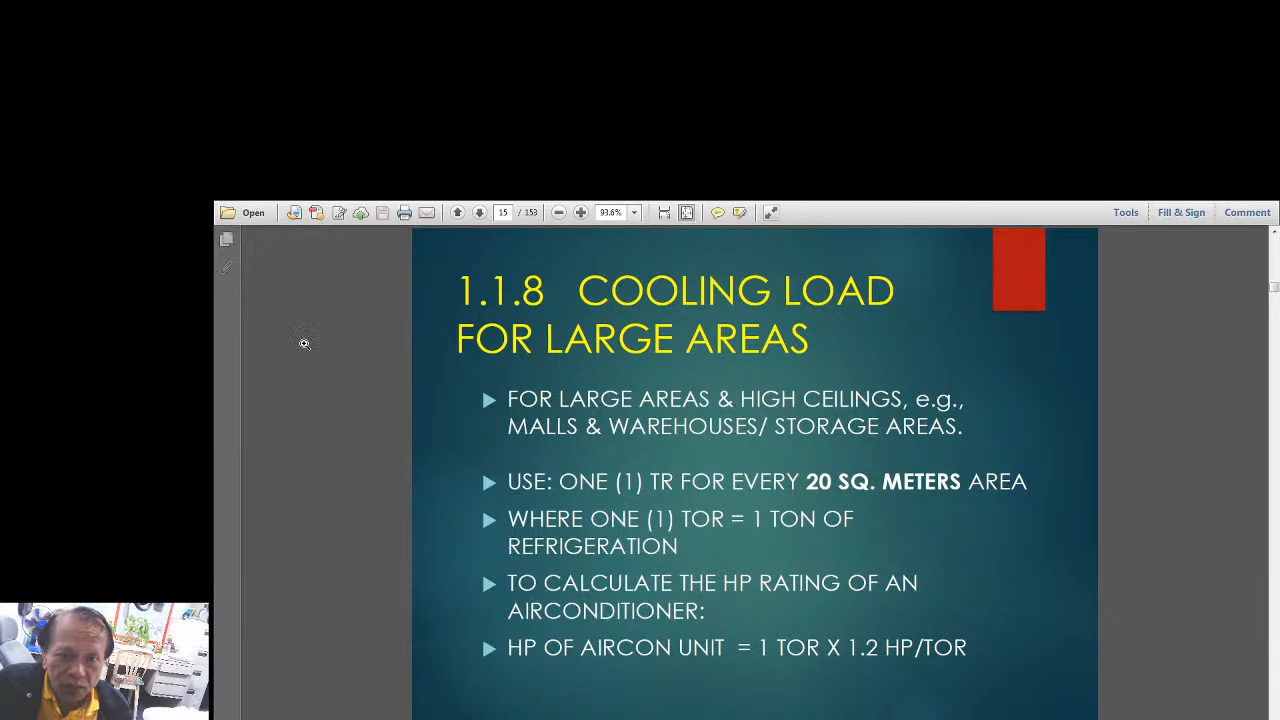 Open
15 / 153
93.6%
Tools
Fill & Sign
Comment
1.1.8 COOLING LOAD
FOR LARGE AREAS
FOR LARGE AREAS & HIGH CEILINGS, e.g.,
MALLS & WAREHOUSES/ STORAGE AREAS.
USE: ONE (1) TR FOR EVERY 20 SQ. METERS AREA
WHERE ONE (1) TOR = 1 TON OF
REFRIGERATION
TO CALCULATE THE HP RATING OF AN
AIRCONDITIONER:
HP OF AIRCON UNIT = 1 TOR X 1.2 HP/TOR